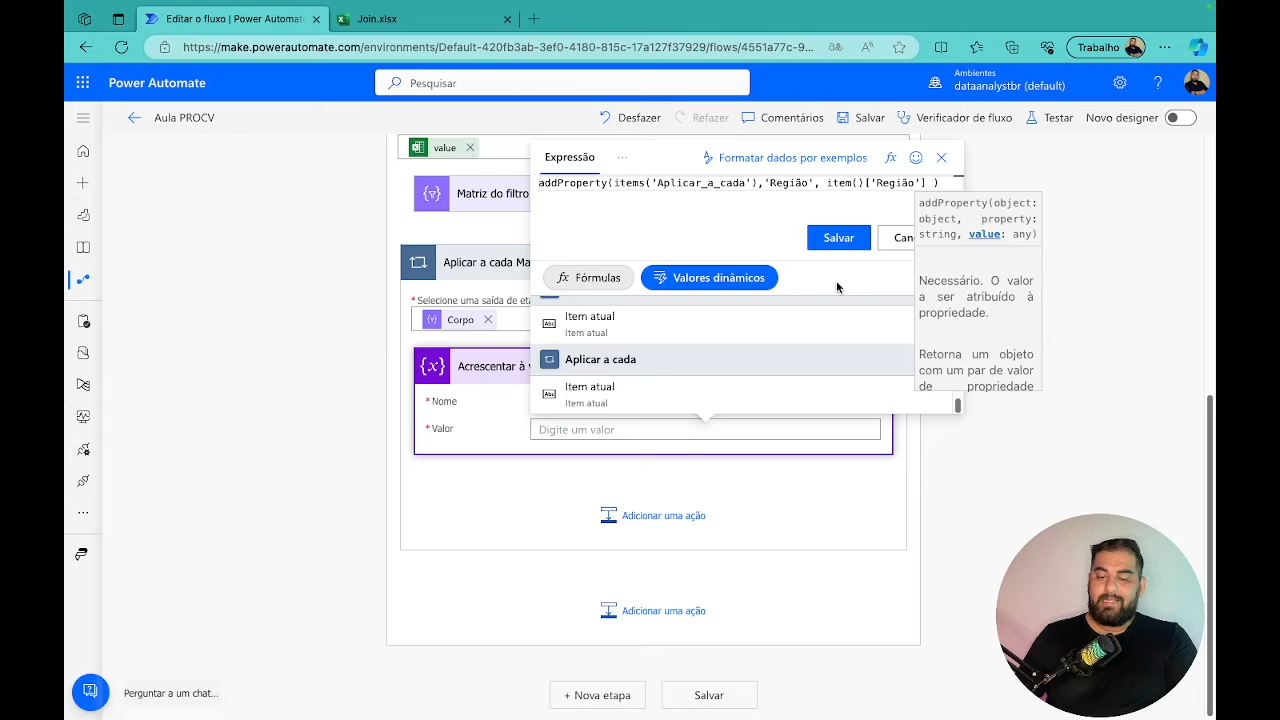 Editar o fluxo | Power Automate
Join.xlsx
https://make.powerautomate.com/environments/Default-420fb3ab-3ef0-4180-815c-17a127f37929/flows/4551a77c-9...
Trabalho
Power Automate
Pesquisar
Ambientes
dataanalystbr (default)
Aula PROCV
Desfazer
Refazer
Comentários
Salvar
Verificador de fluxo
Testar
Novo designer
value
Expressão
Formatar dados por exemplos
fx
addProperty(items('Aplicar_a_cada'),'Região', item()['Região'] )
Matriz do filtro
addProperty(object:
object, property:
string, value: any)
Salvar
Can
Aplicar a cada Ma
fx Fórmulas
Valores dinâmicos
Necessário. O valor
a ser atribuído à
propriedade.
*Selecione uma saída de eta
Corpo
Abc
Item atual
Item atual
Retorna um objeto
com um par de valor
de propriedade
{x}
Acrescentar à v
Aplicar a cada
Abc
Item atual
Item atual
*Nome
*Valor
Digite um valor
Adicionar uma ação
Adicionar uma ação
Perguntar a um chat...
+ Nova etapa
Salvar